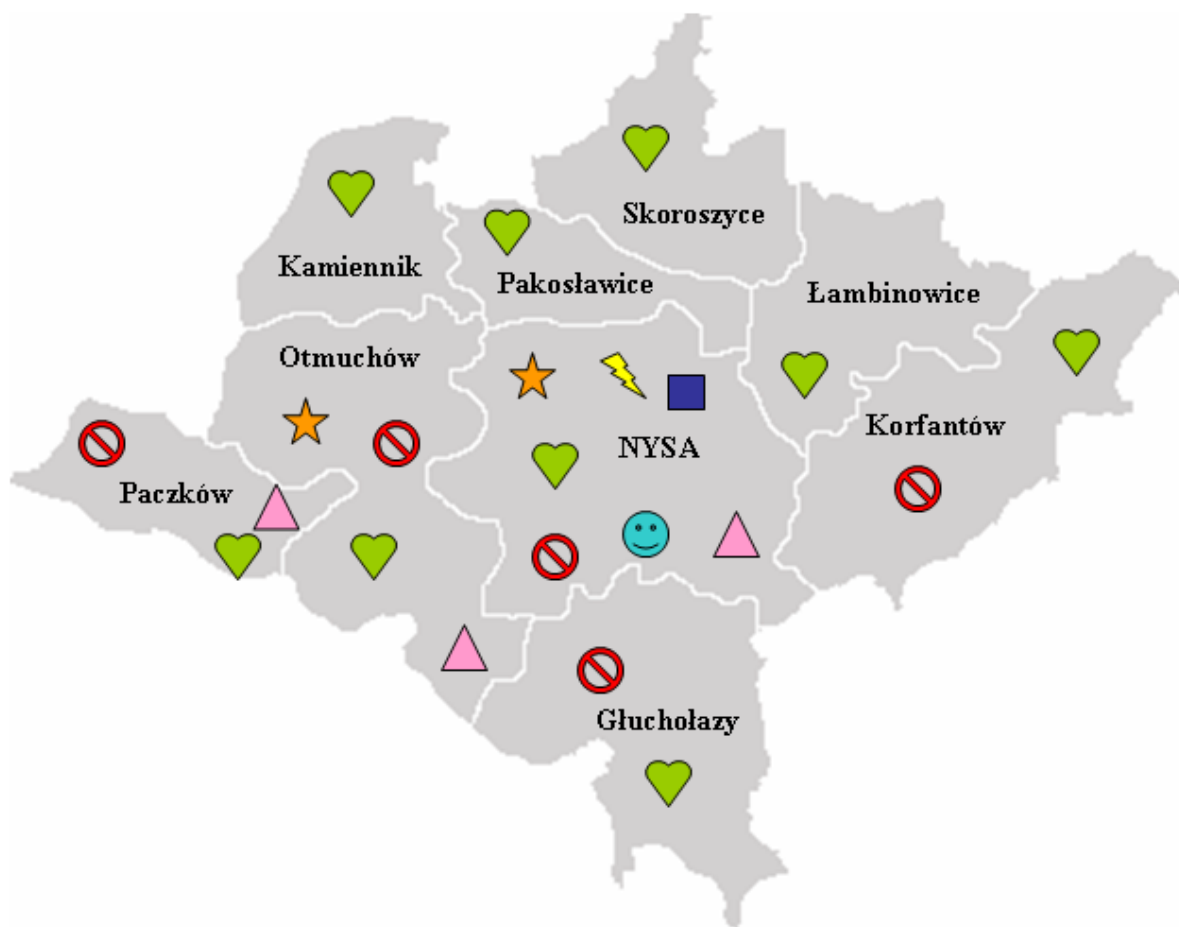 Skoroszyce
Kamiennik
Pakosławice
Łambinowice
Otmuchów
Korfantów
NYSA
Paczków
Głuchołazy